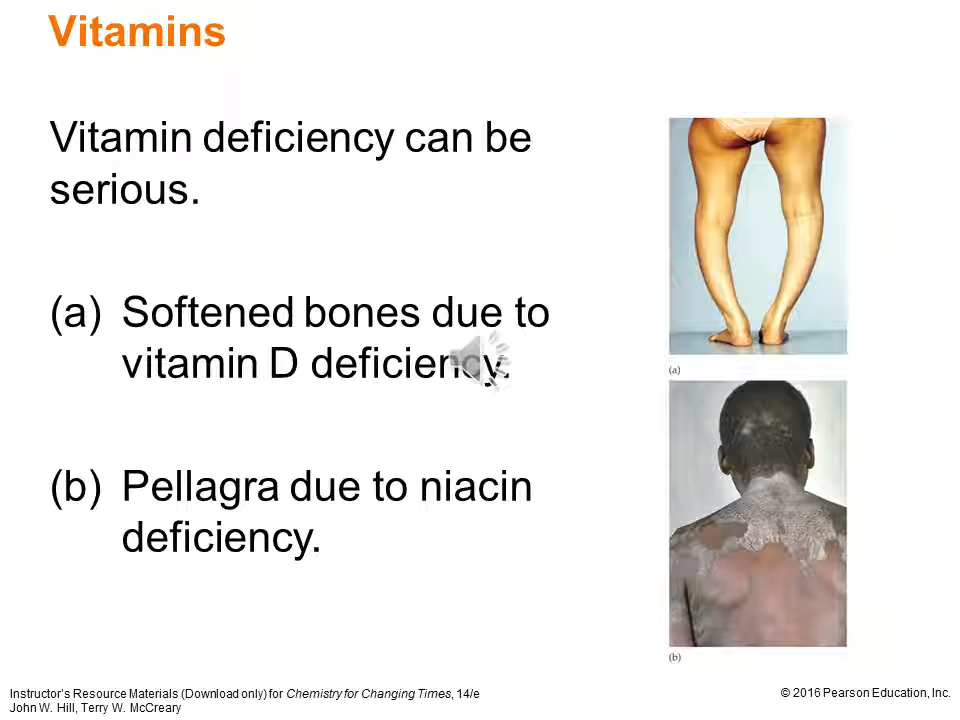 Vitamins
Vitamin deficiency can be
serious.
(a) Softened bones due to
vitamin D deficiency.
(b) Pellagra due to niacin
deficiency.
(a)
(b)
Instructor's Resource Materials (Download only) for Chemistry for Changing Times, 14/e
John W. Hill, Terry W. McCreary
© 2016 Pearson Education, Inc.